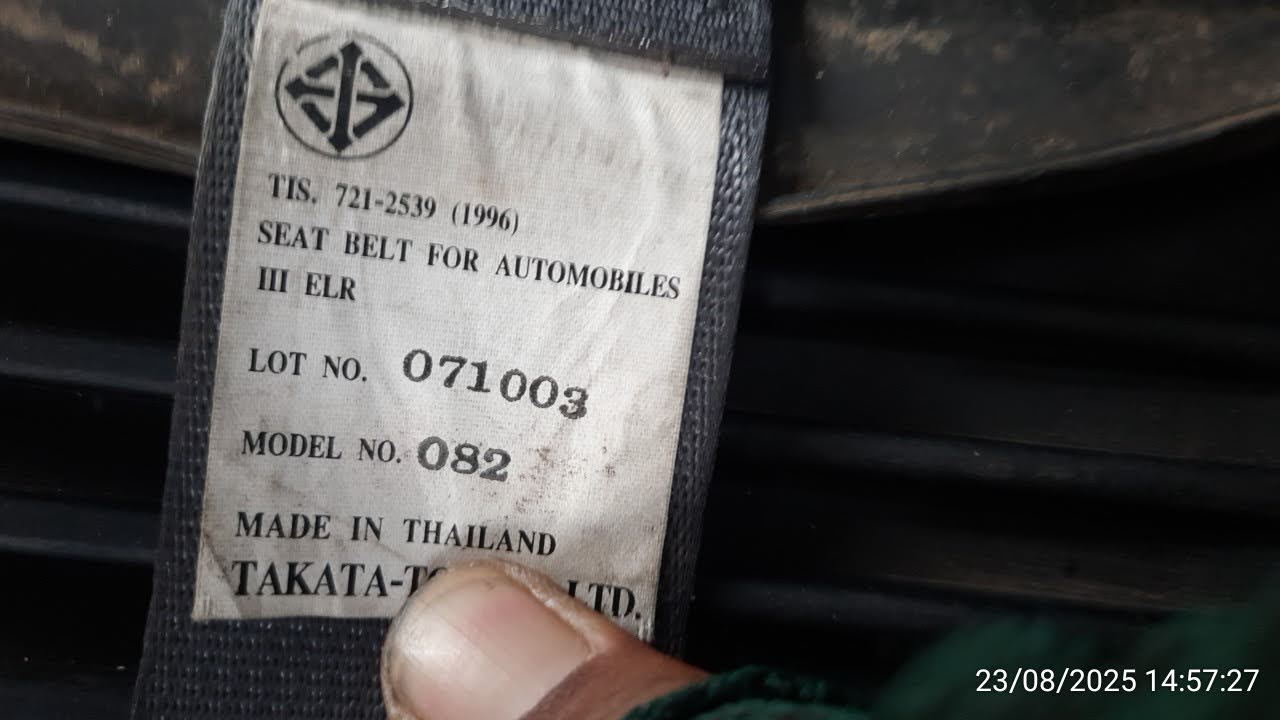 TIS. 721-2539 (1996)
SEAT BELT FOR AUTOMOBILES
III ELR
LOT NO. 071003
MODEL NO. 082
MADE IN THAILAND
TAKATA- LTD.
23/08/2025 14:57:27